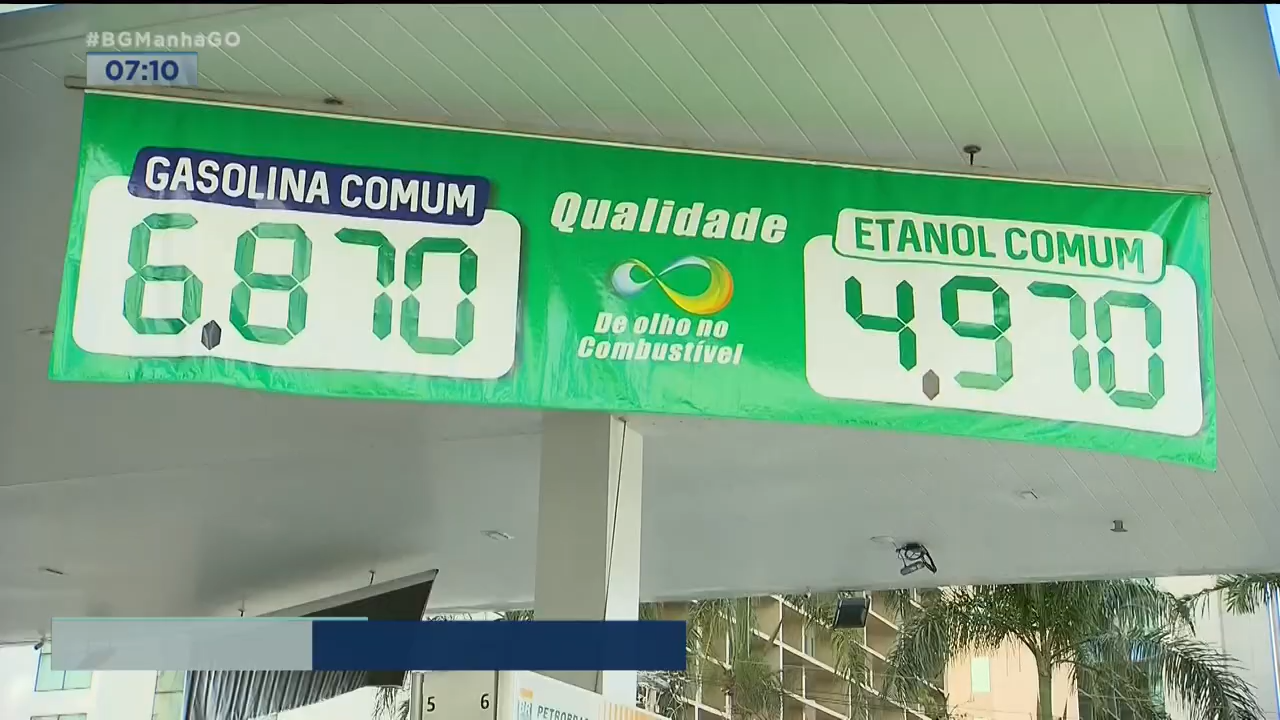 #BGManhaGO
07:10
GASOLINA COMUM
6.870
Qualidade
De olho no
Combustível
ETANOL COMUM
4.970
5 6
BR PETROBRAS